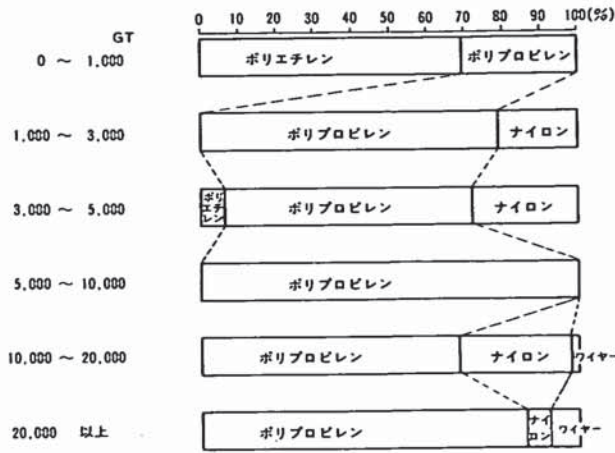 0 10 20 30 40 50 60 70 80 90 100(%)
GT
0 ～ 1,000 ポリエチレン ポリプロピレン
1,000 ～ 3,000 ポリプロピレン ナイロン
3,000 ～ 5,000 ポリエチレン ポリプロピレン ナイロン
5,000 ～ 10,000 ポリプロピレン
10,000 ～ 20,000 ポリプロピレン ナイロン ワイヤー
20,000 以上 ポリプロピレン ナイロン ワイヤー